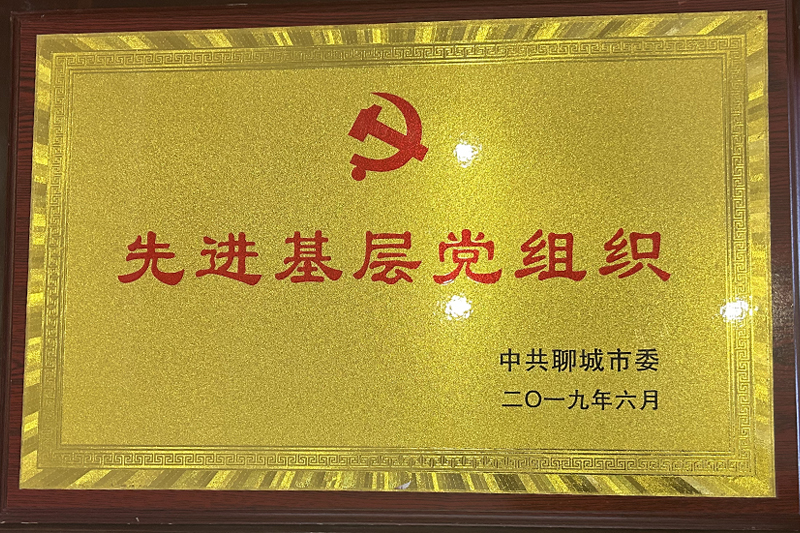 先进基层党组织
中共聊城市委
二〇一九年六月